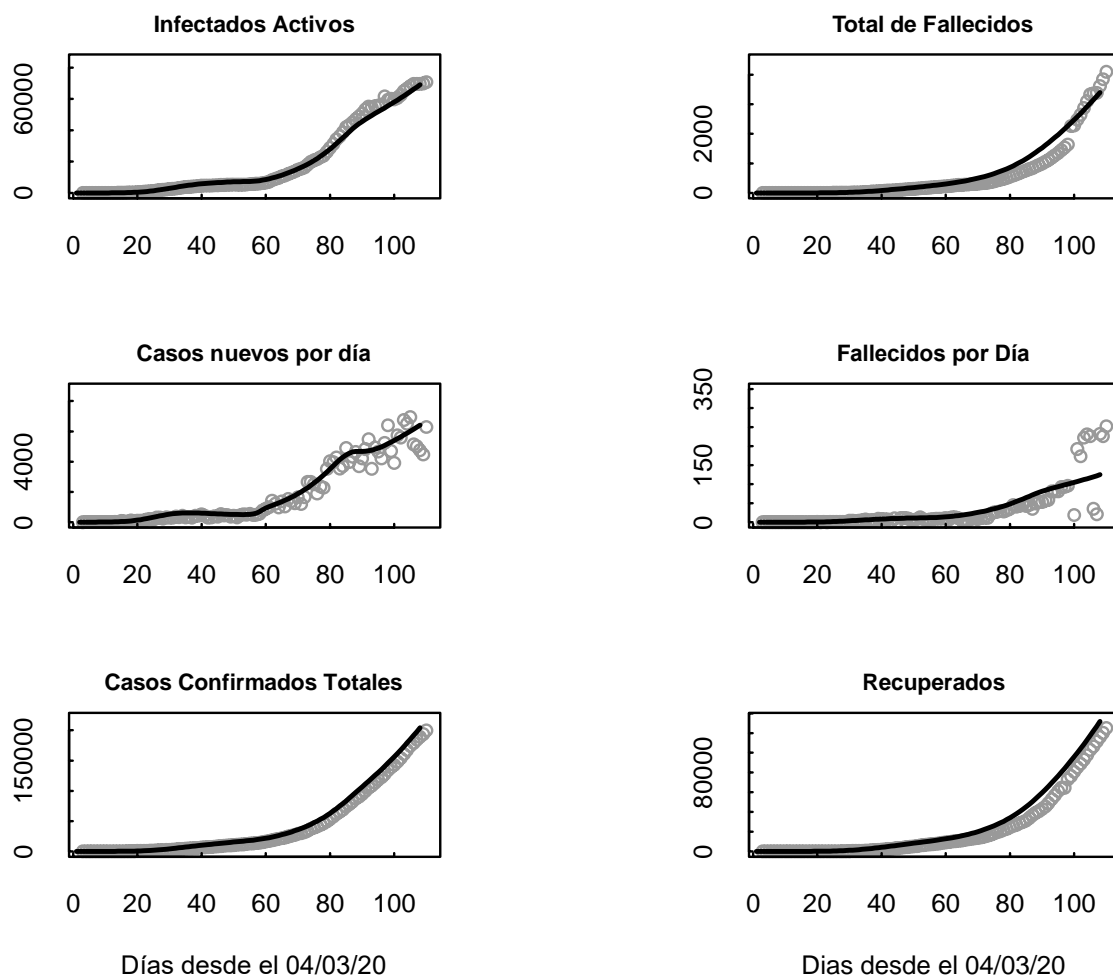 Infectados Activos
60000
0
0 20 40 60 80 100
Total de Fallecidos
2000
0
0 20 40 60 80 100
Casos nuevos por día
4000
0
0 20 40 60 80 100
Fallecidos por Día
350
150
0
0 20 40 60 80 100
Casos Confirmados Totales
150000
0
0 20 40 60 80 100
Días desde el 04/03/20
Recuperados
80000
0
0 20 40 60 80 100
Dias desde el 04/03/20